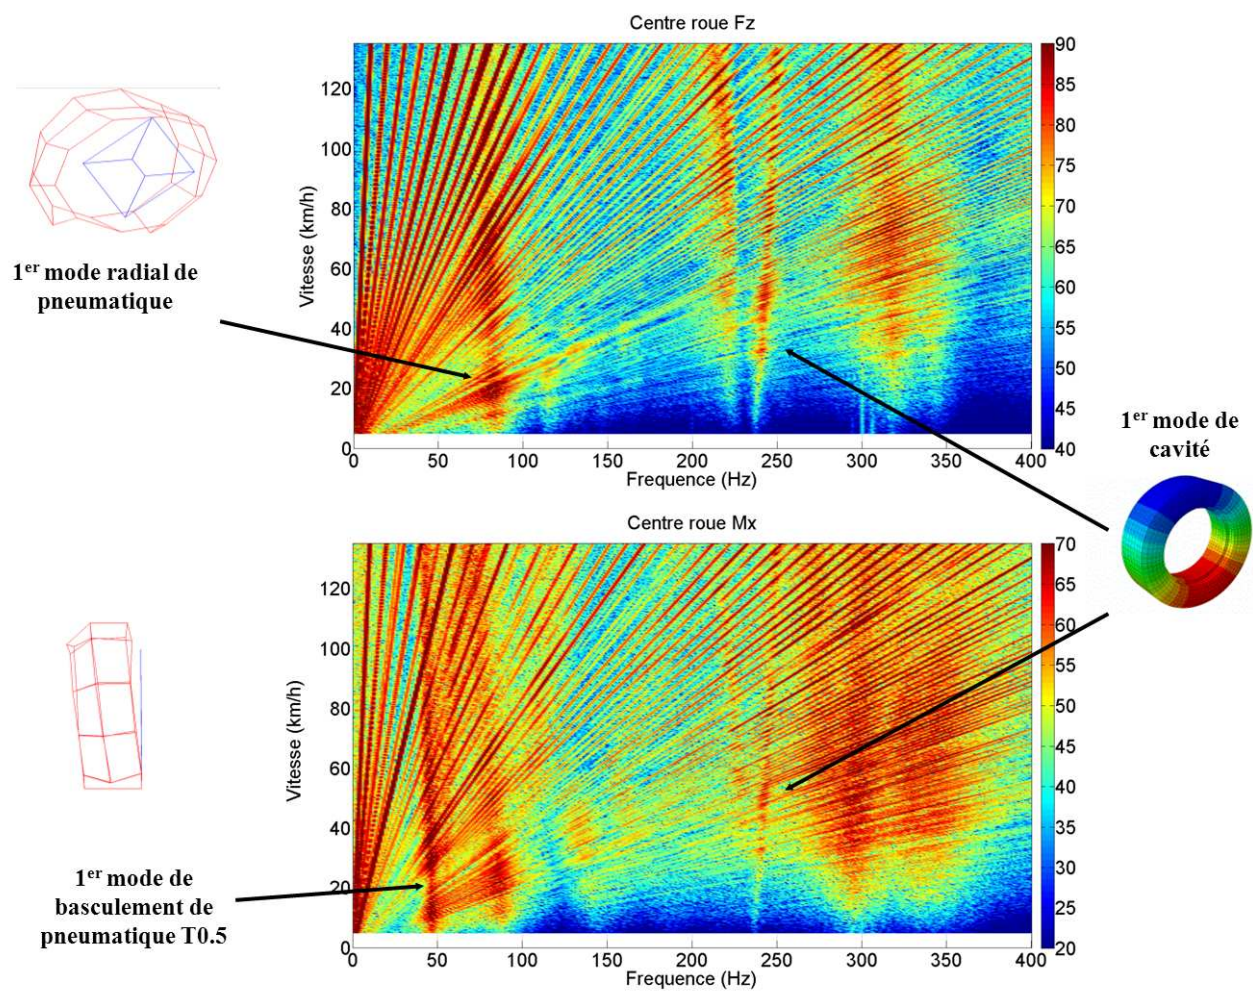 Centre roue Fz
120
100
80
60
40
20
0
Vitesse (km/h)
0 50 100 150 200 250 300 350 400
Frequence (Hz)
90
85
80
75
70
65
60
55
50
45
40
1er mode radial de
pneumatique
1er mode de
cavité
Centre roue Mx
120
100
80
60
40
20
0
Vitesse (km/h)
0 50 100 150 200 250 300 350 400
Frequence (Hz)
70
65
60
55
50
45
40
35
30
25
20
1er mode de
basculement de
pneumatique T0.5